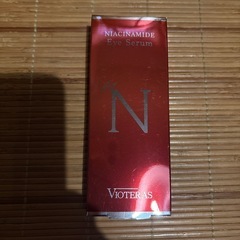 NIACINAMIDE
Eye Serum
N
VIOTERAS